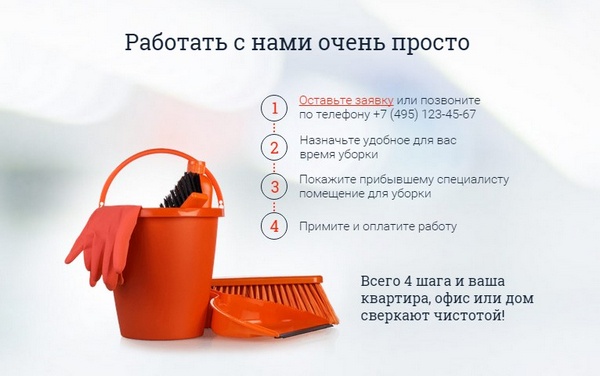 Работать с нами очень просто
1
Оставьте заявку или позвоните
по телефону +7 (495) 123-45-67
2
Назначьте удобное для вас
время уборки
3
Покажите прибывшему специалисту
помещение для уборки
4
Примите и оплатите работу
Всего 4 шага и ваша
квартира, офис или дом
сверкают чистотой!